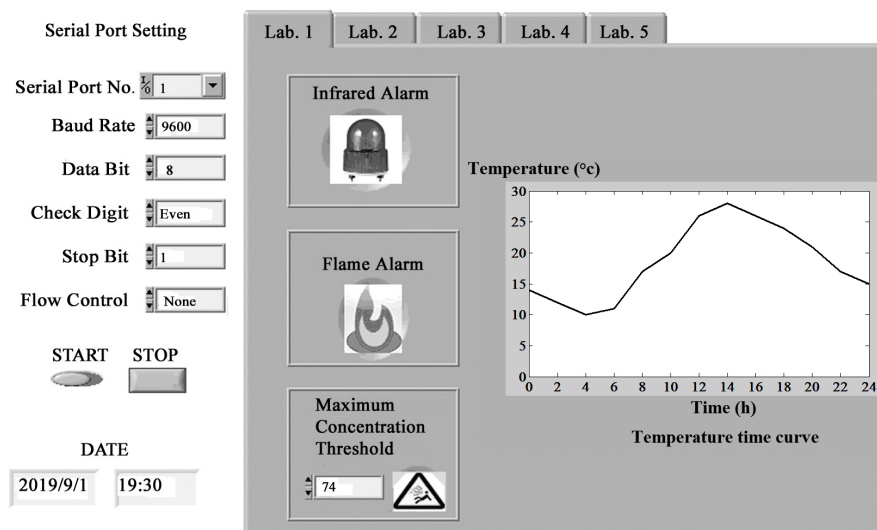 Serial Port Setting
Serial Port No. I/O 1
Baud Rate 9600
Data Bit 8
Check Digit Even
Stop Bit 1
Flow Control None
START STOP
DATE
2019/9/1 19:30
Lab. 1 Lab. 2 Lab. 3 Lab. 4 Lab. 5
Infrared Alarm
Flame Alarm
Maximum
Concentration
Threshold
74
Temperature (°c)
30
25
20
15
10
5
0
0 2 4 6 8 10 12 14 16 18 20 22 24
Time (h)
Temperature time curve